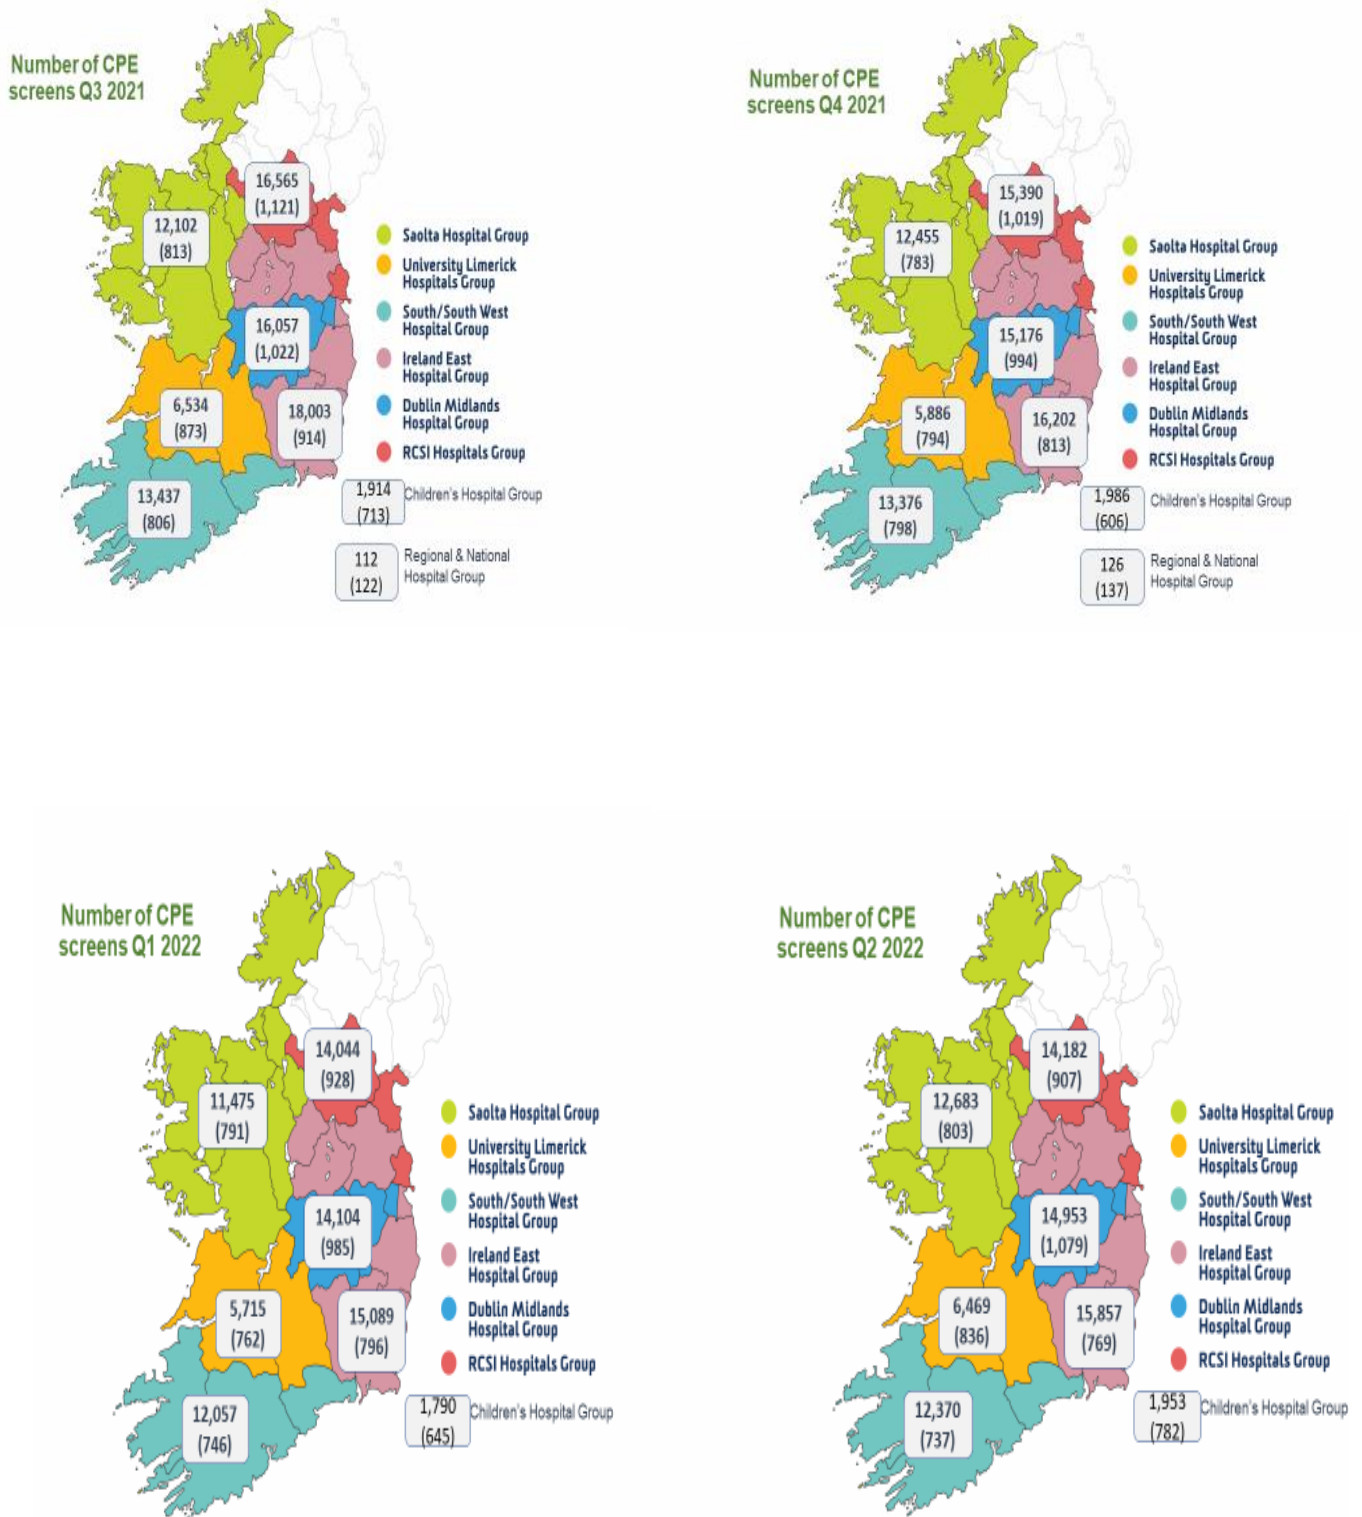 Number of CPE
screens Q3 2021
16,565
(1,121)
12,102
(813)
16,057
(1,022)
6,534
(873)
18,003
(914)
13,437
(806)
Saolta Hospital Group
University Limerick
Hospitals Group
South/South West
Hospital Group
Ireland East
Hospital Group
Dublin Midlands
Hospital Group
RCSI Hospitals Group
1,914
(713)
Children's Hospital Group
112
(122)
Regional & National
Hospital Group
Number of CPE
screens Q4 2021
15,390
(1,019)
12,455
(783)
15,176
(994)
5,886
(794)
16,202
(813)
13,376
(798)
Saolta Hospital Group
University Limerick
Hospitals Group
South/South West
Hospital Group
Ireland East
Hospital Group
Dublin Midlands
Hospital Group
RCSI Hospitals Group
1,986
(606)
Children's Hospital Group
126
(137)
Regional & National
Hospital Group
Number of CPE
screens Q1 2022
14,044
(928)
11,475
(791)
14,104
(985)
5,715
(762)
15,089
(796)
12,057
(746)
Saolta Hospital Group
University Limerick
Hospitals Group
South/South West
Hospital Group
Ireland East
Hospital Group
Dublin Midlands
Hospital Group
RCSI Hospitals Group
1,790
(645)
Children's Hospital Group
Number of CPE
screens Q2 2022
14,182
(907)
12,683
(803)
14,953
(1,079)
6,469
(836)
15,857
(769)
12,370
(737)
Saolta Hospital Group
University Limerick
Hospitals Group
South/South West
Hospital Group
Ireland East
Hospital Group
Dublin Midlands
Hospital Group
RCSI Hospitals Group
1,953
(782)
Children's Hospital Group